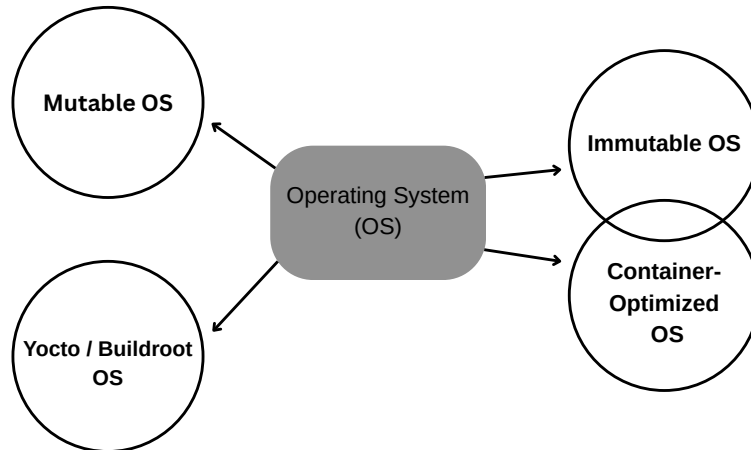 Mutable OS
Operating System
(OS)
Immutable OS
Container-
Optimized
OS
Yocto / Buildroot
OS